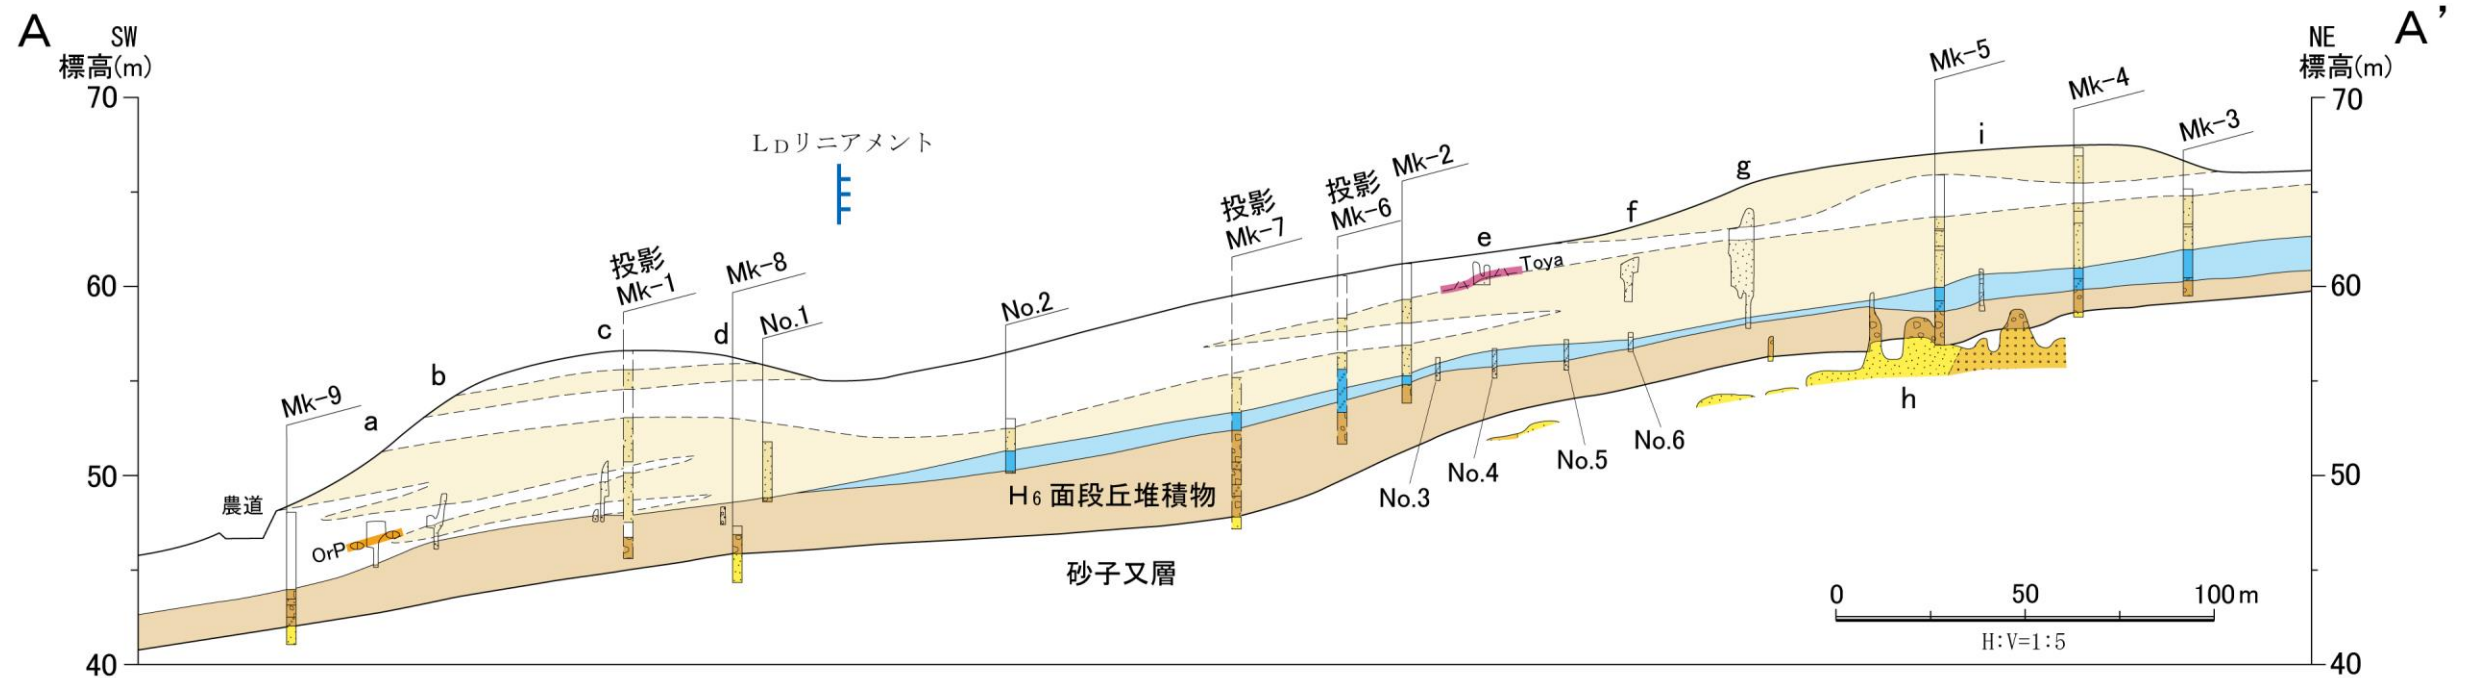 A
SW
標高(m)
NE
標高(m)
A’
70
60
50
40
70
60
50
40
LDリニアメント
Mk-9
a
b
c
投影
Mk-1
d
Mk-8
No.1
No.2
投影
Mk-7
投影
Mk-6
Mk-2
e
Toya
f
g
Mk-5
i
Mk-4
Mk-3
農道
OrP
H6面段丘堆積物
砂子又層
No.3
No.4
No.5
No.6
h
0 50 100m
H:V=1:5